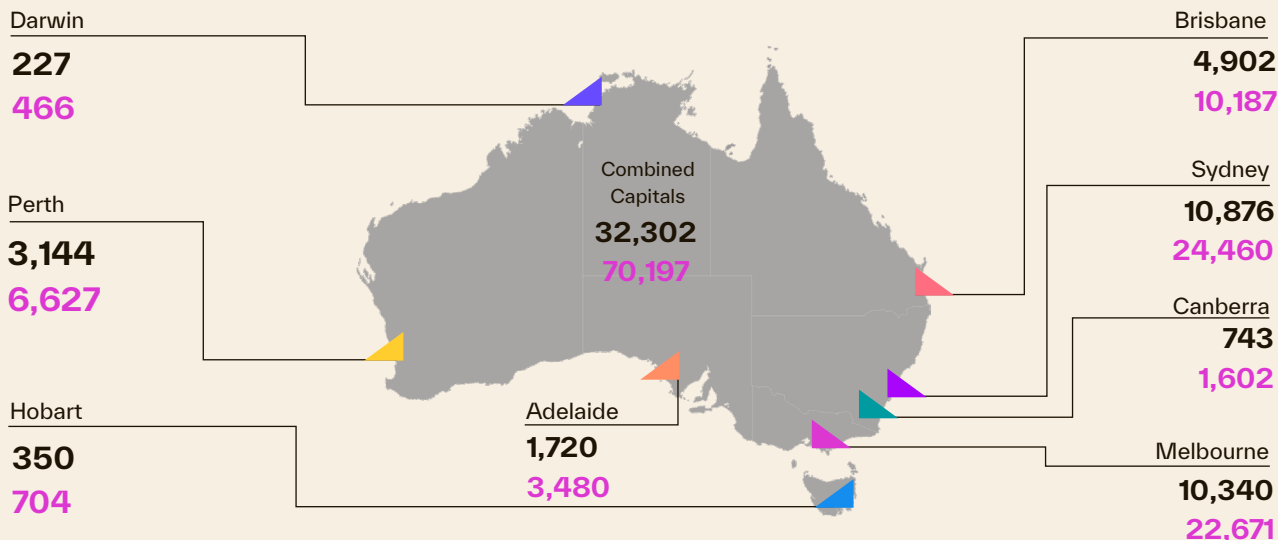 Darwin
227
466
Perth
3,144
6,627
Hobart
350
704
Combined
Capitals
32,302
70,197
Adelaide
1,720
3,480
Brisbane
4,902
10,187
Sydney
10,876
24,460
Canberra
743
1,602
Melbourne
10,340
22,671